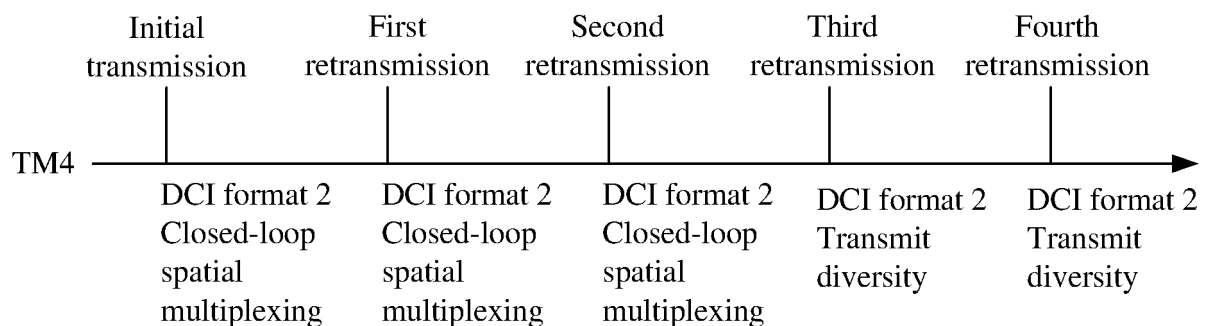 Initial
transmission
First
retransmission
Second
retransmission
Third
retransmission
Fourth
retransmission
TM4
DCI format 2
Closed-loop
spatial
multiplexing
DCI format 2
Closed-loop
spatial
multiplexing
DCI format 2
Closed-loop
spatial
multiplexing
DCI format 2
Transmit
diversity
DCI format 2
Transmit
diversity